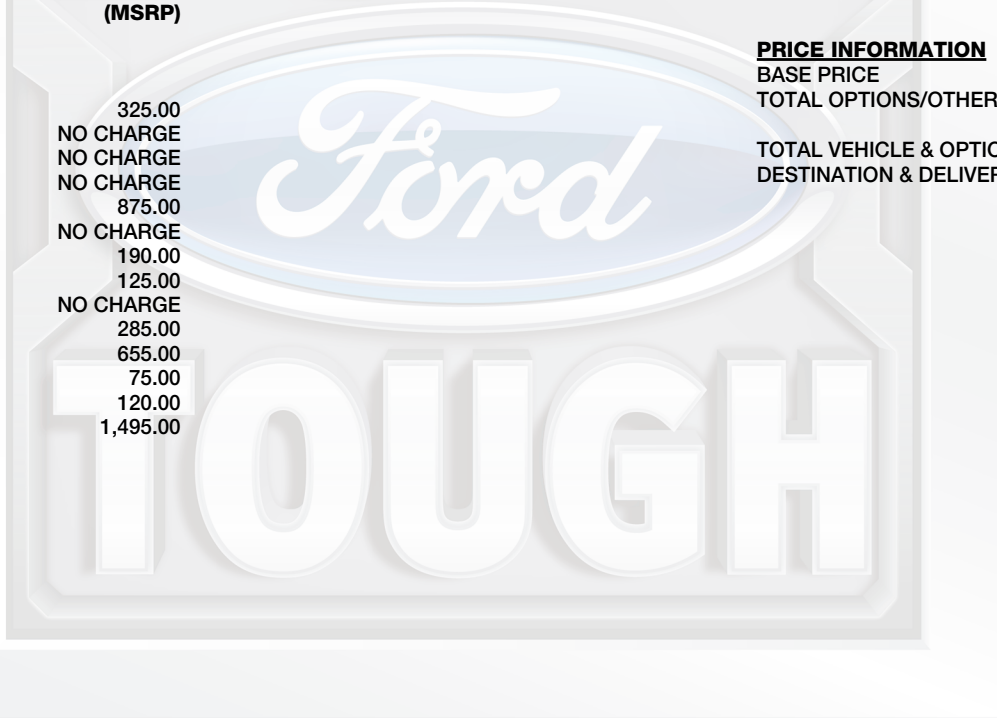 (MSRP)
325.00
NO CHARGE
NO CHARGE
NO CHARGE
875.00
NO CHARGE
190.00
125.00
NO CHARGE
285.00
655.00
75.00
120.00
1,495.00
PRICE INFORMATION
BASE PRICE
TOTAL OPTIONS/OTHER
TOTAL VEHICLE & OPTIO
DESTINATION & DELIVER
Ford
TOUGH